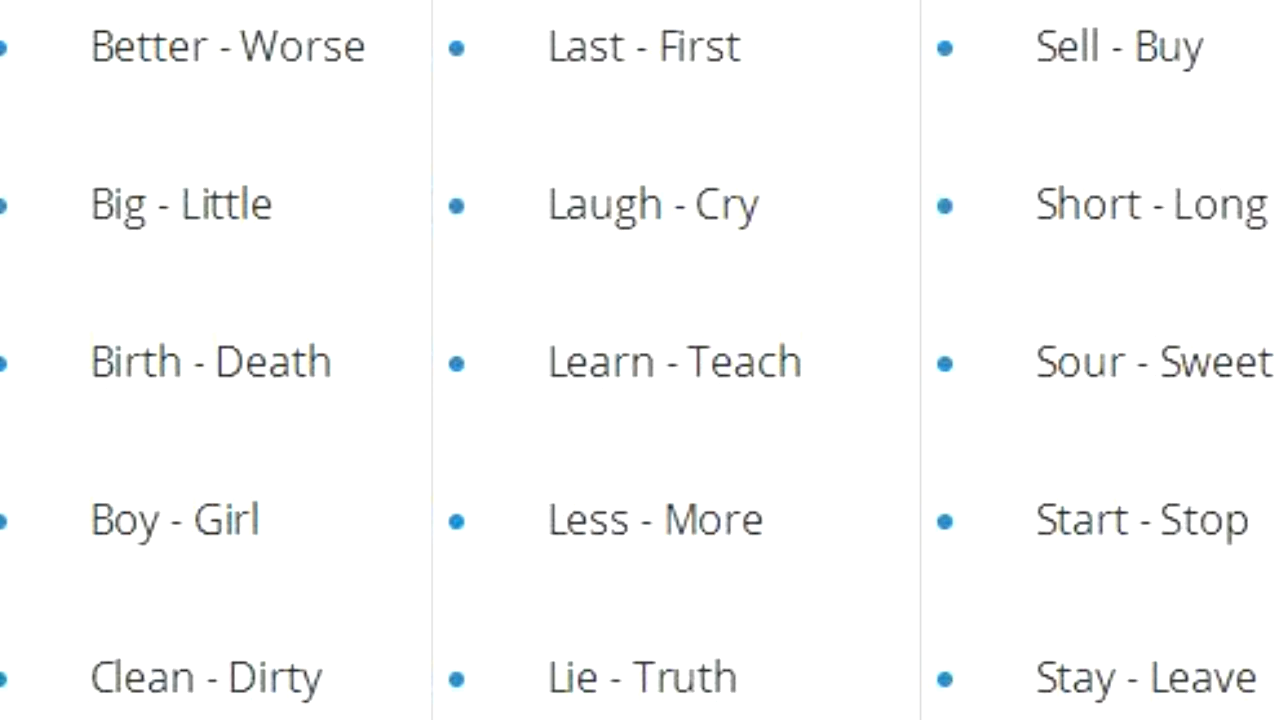 Better - Worse
Big - Little
Birth - Death
Boy - Girl
Clean - Dirty
Last - First
Laugh - Cry
Learn - Teach
Less - More
Lie - Truth
Sell - Buy
Short - Long
Sour - Sweet
Start - Stop
Stay - Leave